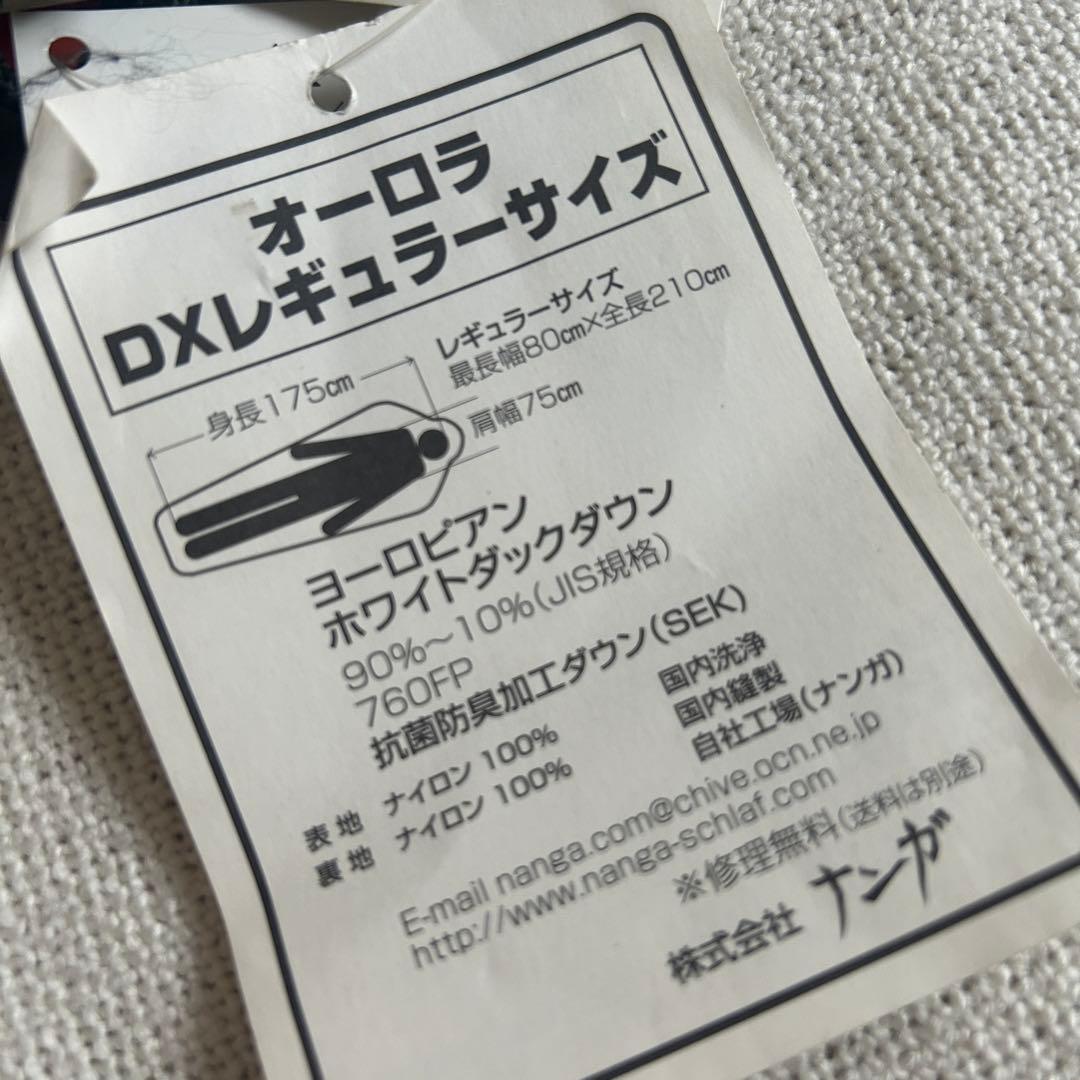 オーロラ
DXレギュラーサイズ
レギュラーサイズ
最長幅80cm×全長210cm
身長175cm
肩幅75cm
ヨーロピアン
ホワイトダックダウン
90%〜10%(JIS規格)
760FP
抗菌防臭加工ダウン(SEK)
表地 ナイロン 100%
裏地 ナイロン 100%
国内洗浄
国内縫製
自社工場(ナンガ)
E-mail nanga.com@chive.ocn.ne.jp
http://www.nanga-schlaf.com
※修理無料(送料は別途)
株式会社 ナンガ